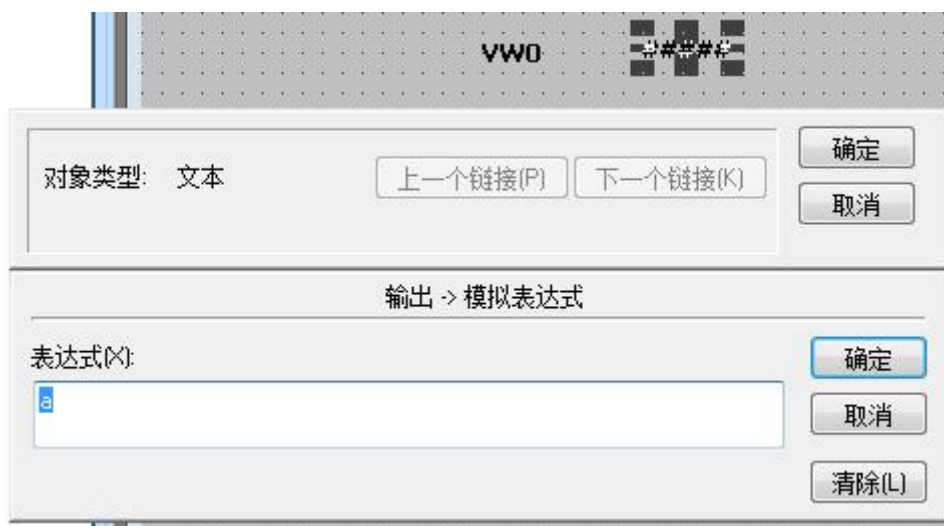 VW0 #####
确定
对象类型: 文本 上一个链接(P) 下一个链接(K)
取消
输出 -> 模拟表达式
表达式(X):
确定
a
取消
清除(L)